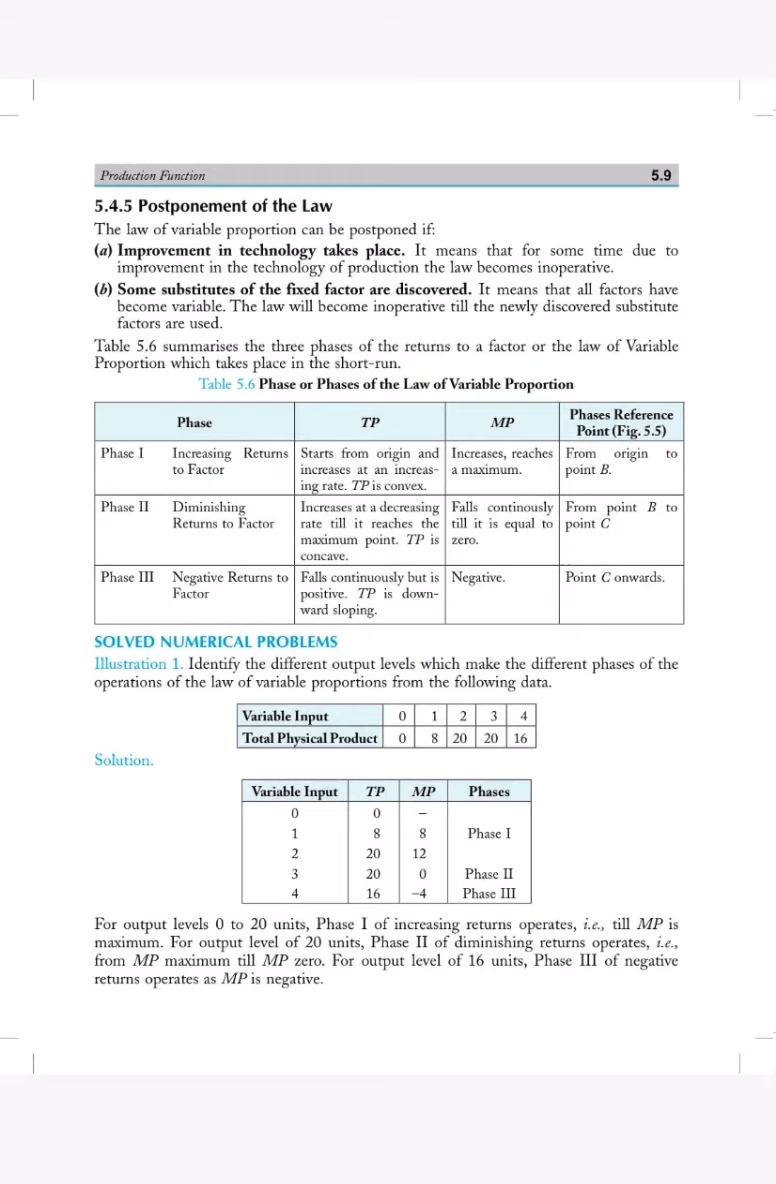 Production Function 5.9
5.4.5 Postponement of the Law
The law of variable proportion can be postponed if:
(a) Improvement in technology takes place. It means that for some time due to
improvement in the technology of production the law becomes inoperative.
(b) Some substitutes of the fixed factor are discovered. It means that all factors have
become variable. The law will become inoperative till the newly discovered substitute
factors are used.
Table 5.6 summarises the three phases of the returns to a factor or the law of Variable
Proportion which takes place in the short-run.
Table 5.6 Phase or Phases of the Law of Variable Proportion
Phase TP MP Phases Reference
Point (Fig. 5.5)
Phase I Increasing Returns Starts from origin and Increases, reaches From origin to
to Factor increases at an increas- a maximum. point B.
ing rate. TP is convex.
Phase II Diminishing Increases at a decreasing Falls continously From point B to
Returns to Factor rate till it reaches the till it is equal to point C
maximum point. TP is zero.
concave.
Phase III Negative Returns to Falls continuously but is Negative. Point C onwards.
Factor positive. TP is down-
ward sloping.
SOLVED NUMERICAL PROBLEMS
Illustration 1. Identify the different output levels which make the different phases of the
operations of the law of variable proportions from the following data.
Variable Input 0 1 2 3 4
Total Physical Product 0 8 20 20 16
Solution.
Variable Input TP MP Phases
0 0 –
1 8 8 Phase I
2 20 12
3 20 0 Phase II
4 16 –4 Phase III
For output levels 0 to 20 units, Phase I of increasing returns operates, i.e., till MP is
maximum. For output level of 20 units, Phase II of diminishing returns operates, i.e.,
from MP maximum till MP zero. For output level of 16 units, Phase III of negative
returns operates as MP is negative.